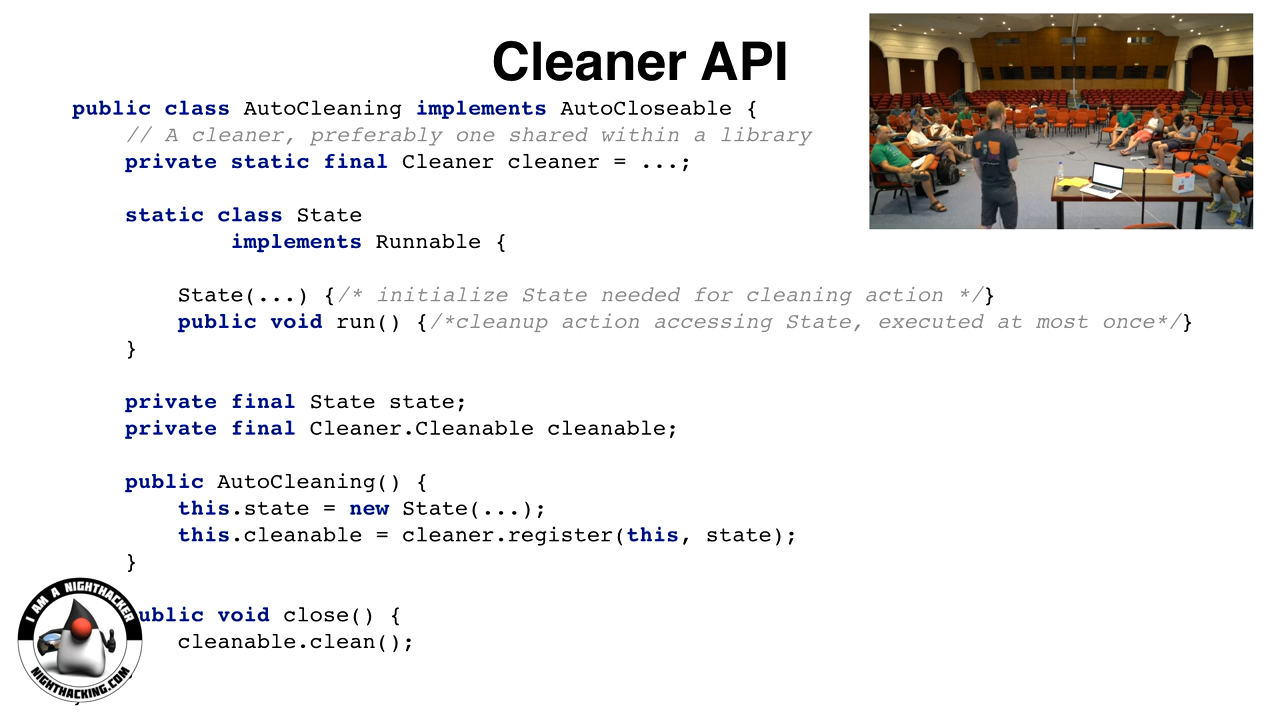 Cleaner API
public class AutoCleaning implements AutoCloseable {
    // A cleaner, preferably one shared within a library
    private static final Cleaner cleaner = ...;
    static class State
            implements Runnable {
        State(...) {/* initialize State needed for cleaning action */}
        public void run() {/*cleanup action accessing State, executed at most once*/}
    }
    private final State state;
    private final Cleaner.Cleanable cleanable;
    public AutoCleaning() {
        this.state = new State(...);
        this.cleanable = cleaner.register(this, state);
    }
    ublic void close() {
        cleanable.clean();
I AM A NIGHTHACKER
NIGHTHACKING.COM